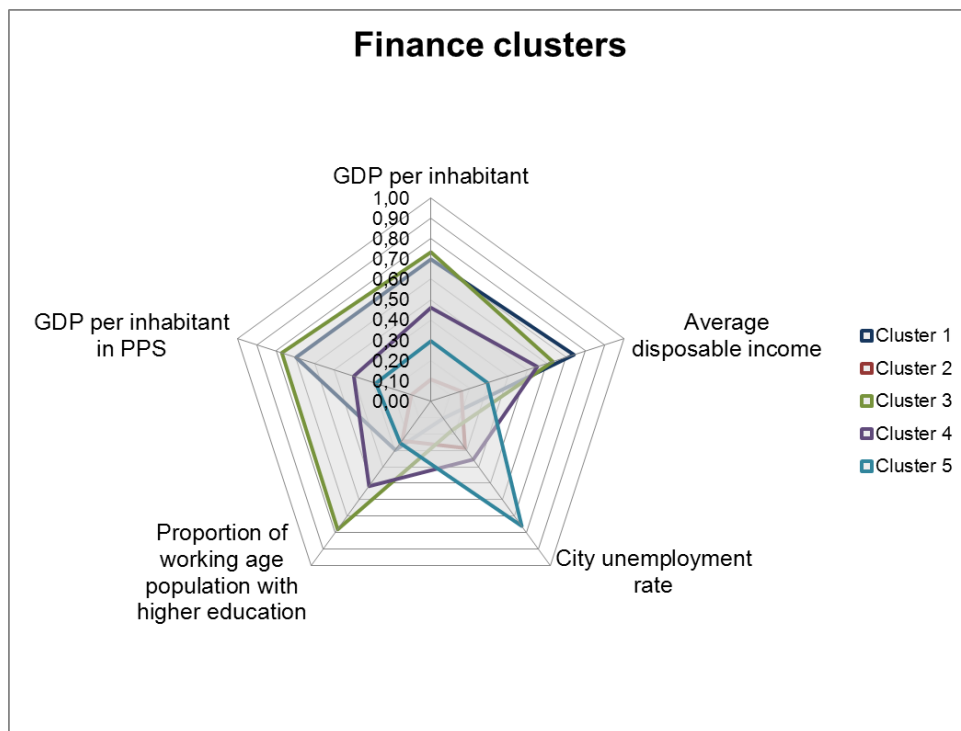 Finance clusters
GDP per inhabitant
1,00
0,90
0,80
0,70
0,60
0,50
0,40
0,30
0,20
0,10
0,00
GDP per inhabitant
in PPS
Average
disposable income
Cluster 1
Cluster 2
Cluster 3
Cluster 4
Cluster 5
Proportion of
working age
population with
higher education
City unemployment
rate